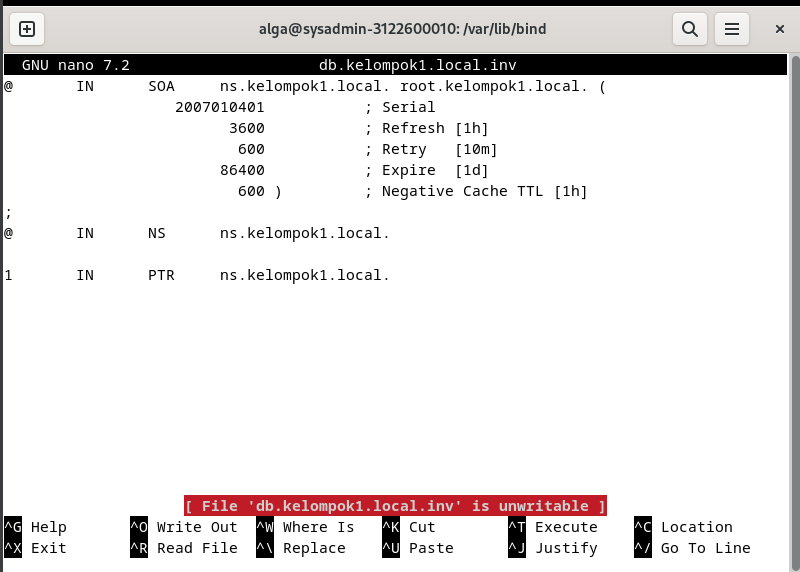 alga@sysadmin-3122600010: /var/lib/bind
GNU nano 7.2 db.kelompok1.local.inv
@ IN SOA ns.kelompok1.local. root.kelompok1.local. (
2007010401 ; Serial
3600 ; Refresh [1h]
600 ; Retry [10m]
86400 ; Expire [1d]
600 ) ; Negative Cache TTL [1h]
;
@ IN NS ns.kelompok1.local.
1 IN PTR ns.kelompok1.local.
[ File 'db.kelompok1.local.inv' is unwritable ]
^G Help ^O Write Out ^W Where Is ^K Cut ^T Execute ^C Location
^X Exit ^R Read File ^\ Replace ^U Paste ^J Justify ^/ Go To Line